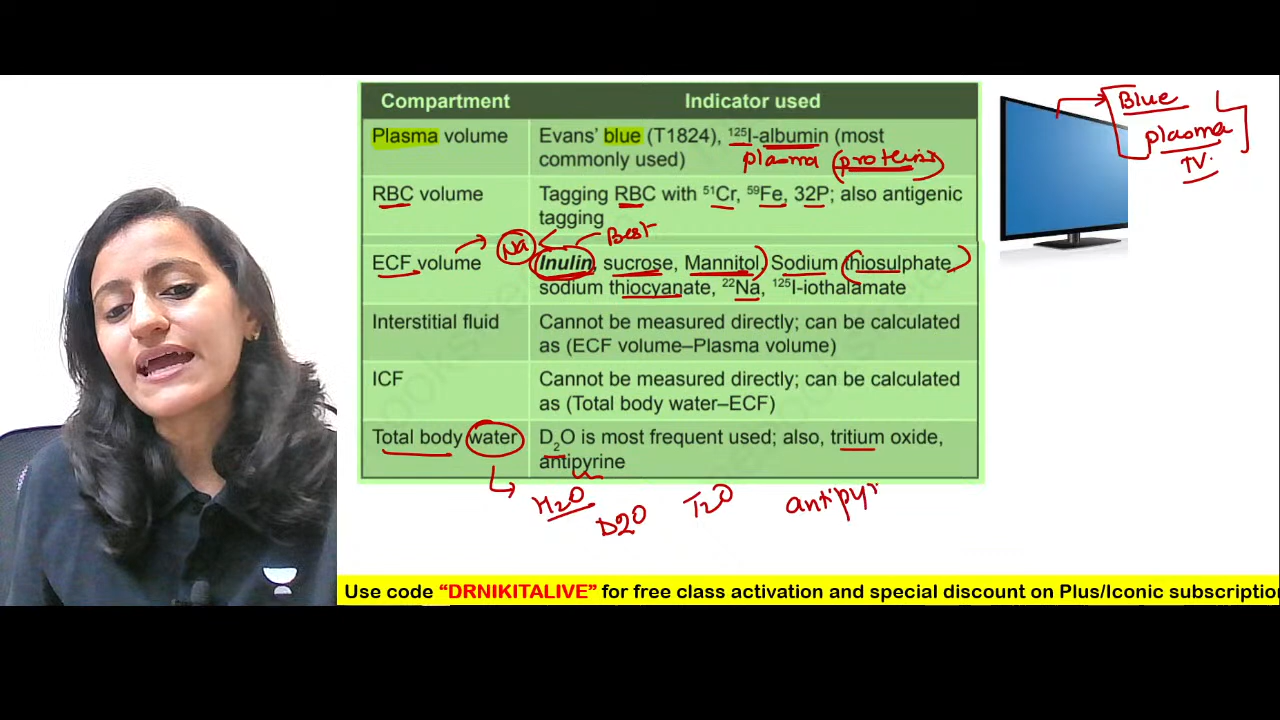 Compartment Indicator used
Plasma volume Evans' blue (T1824), ¹²⁵I-albumin (most
commonly used)
plasma (proteins)
RBC volume Tagging RBC with ⁵¹Cr, ⁵⁹Fe, 32P; also antigenic
tagging
Na Best
ECF volume Inulin, sucrose, Mannitol, Sodium thiosulphate,
sodium thiocyanate, ²²Na, ¹²⁵I-iothalamate
Interstitial fluid Cannot be measured directly; can be calculated
as (ECF volume–Plasma volume)
ICF Cannot be measured directly; can be calculated
as (Total body water–ECF)
Total body water D₂O is most frequent used; also, tritium oxide,
antipyrine
H2O D2O T2O antipyr
Blue
plasma
TV
Use code “DRNIKITALIVE” for free class activation and special discount on Plus/Iconic subscription